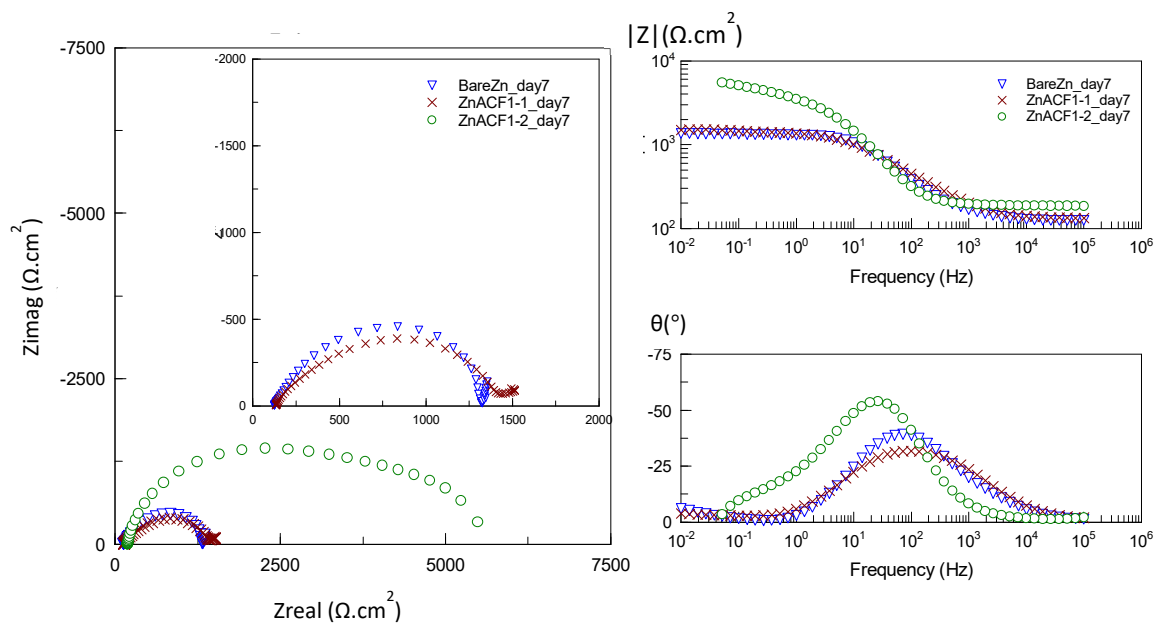 -7500
-5000
-2500
0
0
2500
5000
7500
Zimag (Ω.cm²)
Zreal (Ω.cm²)
-2000
-1500
-1000
-500
0
0
500
1000
1500
2000
BareZn_day7
ZnACF1-1_day7
ZnACF1-2_day7
|Z|(Ω.cm²)
10⁴
10³
10²
BareZn_day7
ZnACF1-1_day7
ZnACF1-2_day7
10⁻² 10⁻¹ 10⁰ 10¹ 10² 10³ 10⁴ 10⁵ 10⁶
Frequency (Hz)
θ(°)
-75
-50
-25
0
10⁻² 10⁻¹ 10⁰ 10¹ 10² 10³ 10⁴ 10⁵ 10⁶
Frequency (Hz)